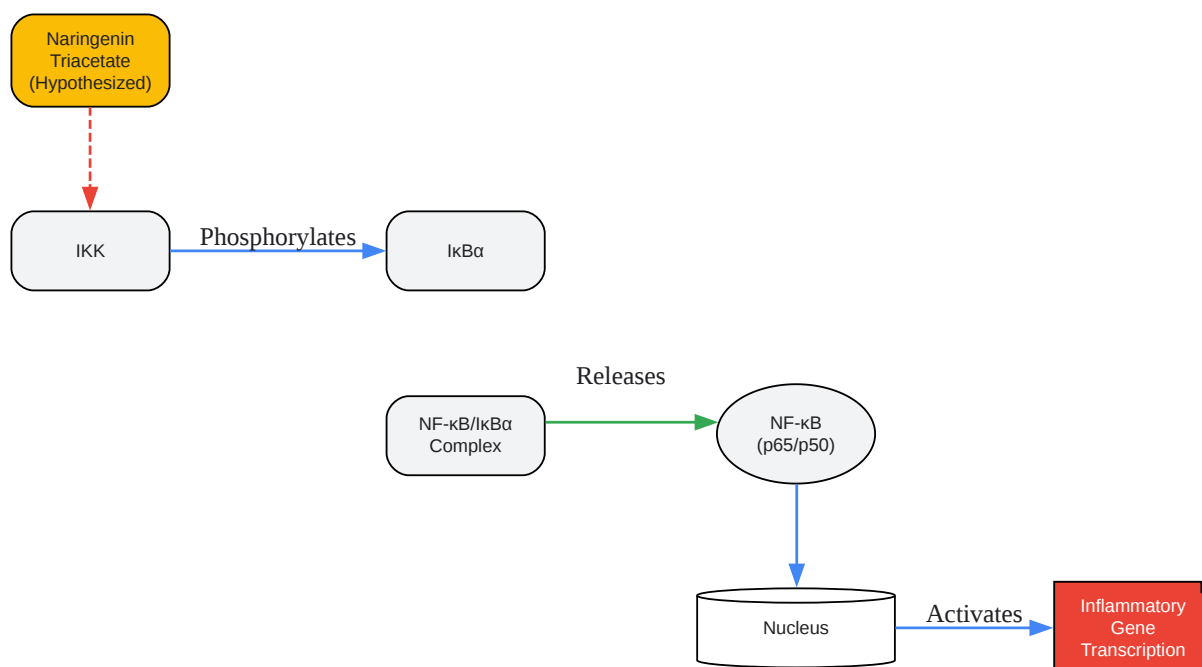 Naringenin
Triacetate
(Hypothesized)
IKK
Phosphorylates
IκBα
Releases
NF-κB/IκBα
Complex
NF-κB
(p65/p50)
Nucleus
Activates
Inflammatory
Gene
Transcription